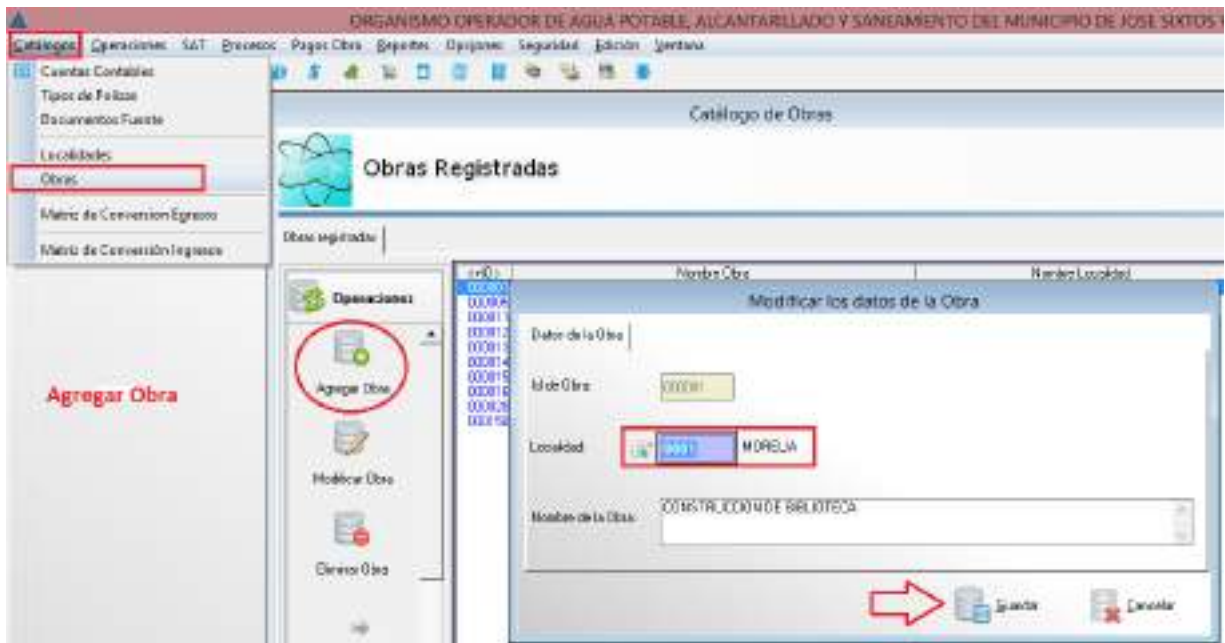 ORGANISMO OPERADOR DE AGUA POTABLE, ALCANTARILLADO Y SANEAMIENTO DEL MUNICIPIO DE JOSE SIXTOS
Catálogos Operaciones SAT Procesos Pagos Obra Reportes Opciones Seguridad Edición Ventana
Cuentas Contables
Tipos de Polizas
Documentos Fuente
Localidades
Obras
Matriz de Conversion Egresos
Matriz de Conversión Ingresos
Catálogo de Obras
Obras Registradas
Obras registradas
Operaciones
Agregar Obra
Modificar Obra
Eliminar Obra
Agregar Obra
Nombre Obra
Nombre Localidad
Modificar los datos de la Obra
Datos de la Obra
Id de Obra:
Localidad:
0001
MORELIA
Nombre de la Obra:
CONSTRUCCION DE BIBLIOTECA
Guardar
Cancelar